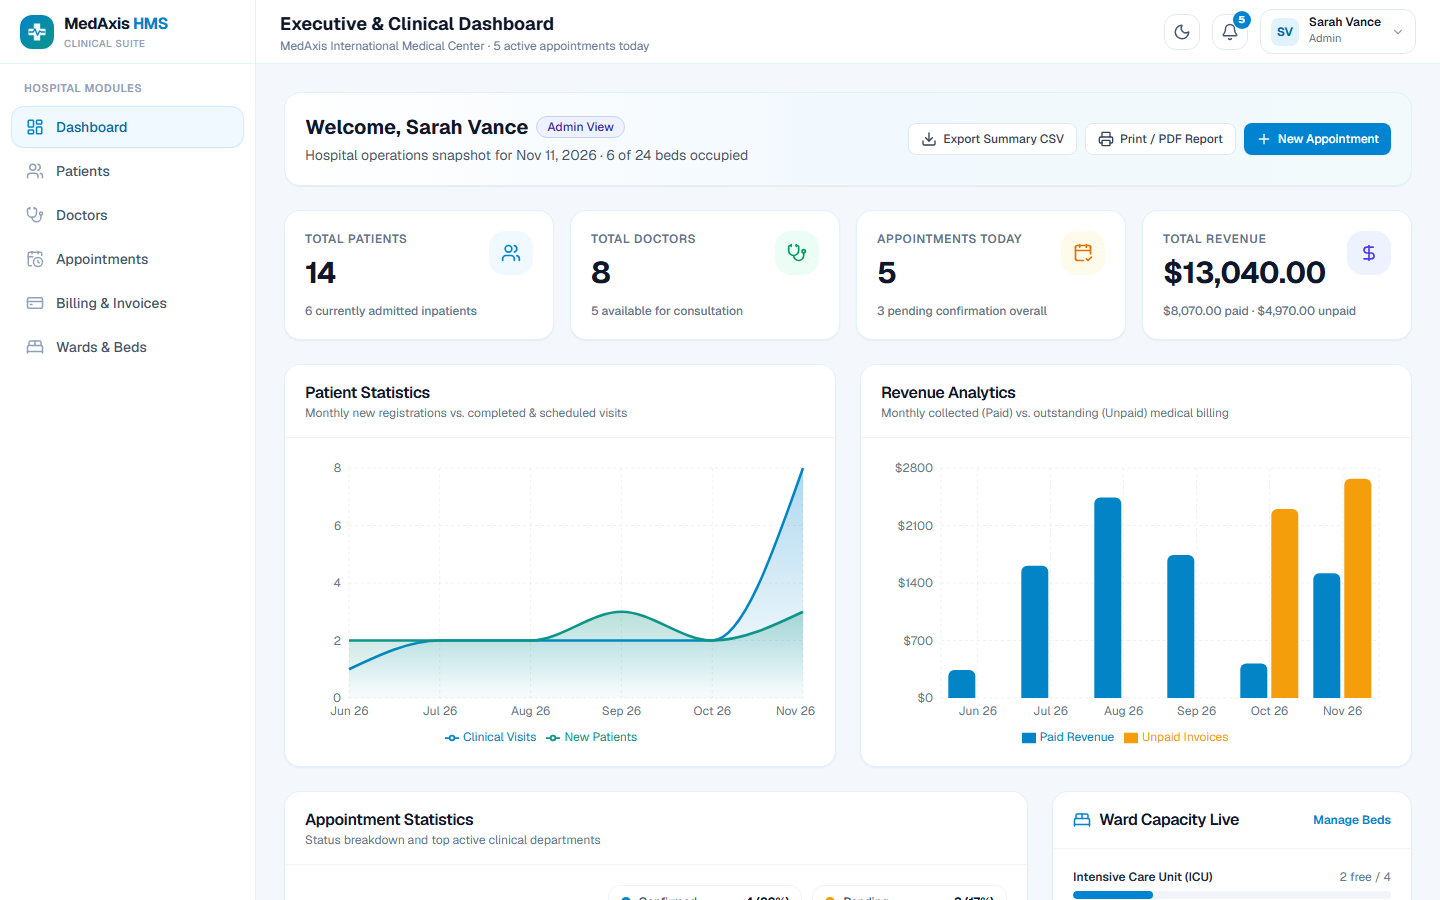 MedAxis HMS
CLINICAL SUITE
HOSPITAL MODULES
Dashboard
Patients
Doctors
Appointments
Billing & Invoices
Wards & Beds
Executive & Clinical Dashboard
MedAxis International Medical Center · 5 active appointments today
5
SV
Sarah Vance
Admin
Welcome, Sarah Vance
Admin View
Hospital operations snapshot for Nov 11, 2026 · 6 of 24 beds occupied
Export Summary CSV
Print / PDF Report
New Appointment
TOTAL PATIENTS
14
6 currently admitted inpatients
TOTAL DOCTORS
8
5 available for consultation
APPOINTMENTS TODAY
5
3 pending confirmation overall
TOTAL REVENUE
$13,040.00
$8,070.00 paid · $4,970.00 unpaid
Patient Statistics
Monthly new registrations vs. completed & scheduled visits
8
6
4
2
0
Jun 26 Jul 26 Aug 26 Sep 26 Oct 26 Nov 26
Clinical Visits New Patients
Revenue Analytics
Monthly collected (Paid) vs. outstanding (Unpaid) medical billing
$2800
$2100
$1400
$700
$0
Jun 26 Jul 26 Aug 26 Sep 26 Oct 26 Nov 26
Paid Revenue Unpaid Invoices
Appointment Statistics
Status breakdown and top active clinical departments
Confirmed
Pending
Ward Capacity Live
Manage Beds
Intensive Care Unit (ICU)
2 free / 4